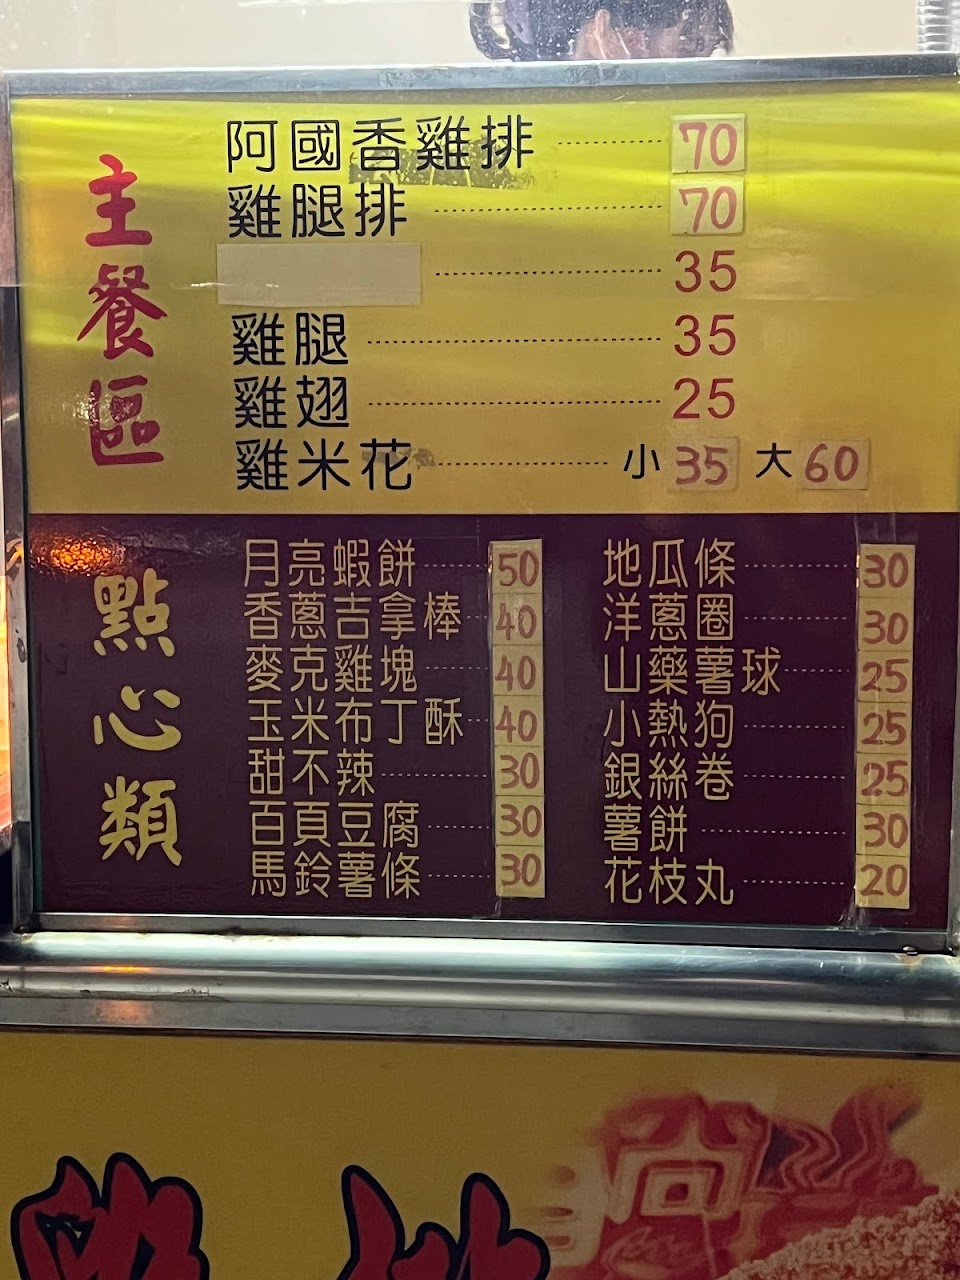 主餐區
阿國香雞排 70
雞腿排 70
35
雞腿 35
雞翅 25
雞米花 小 35 大 60
點心類
月亮蝦餅 50
香蔥吉拿棒 40
麥克雞塊 40
玉米布丁酥 40
甜不辣 30
百頁豆腐 30
馬鈴薯條 30
地瓜條 30
洋蔥圈 30
山藥薯球 25
小熱狗 25
銀絲卷 25
薯餅 30
花枝丸 20